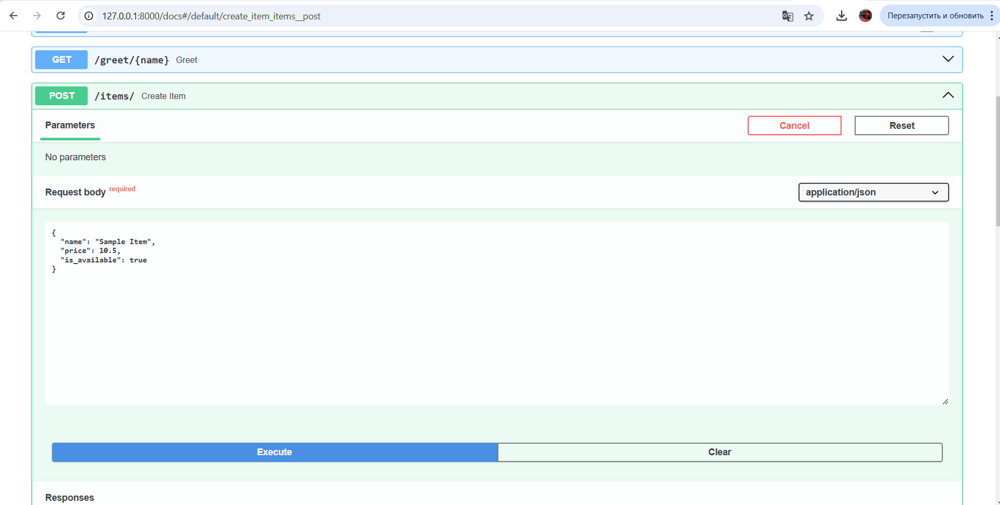 127.0.0.1:8000/docs#/default/create_item_items__post
Перезапустить и обновить
GET /greet/{name} Greet
POST /items/ Create Item
Parameters
Cancel
Reset
No parameters
Request body required
application/json
{
"name": "Sample Item",
"price": 10.5,
"is_available": true
}
Execute
Clear
Responses